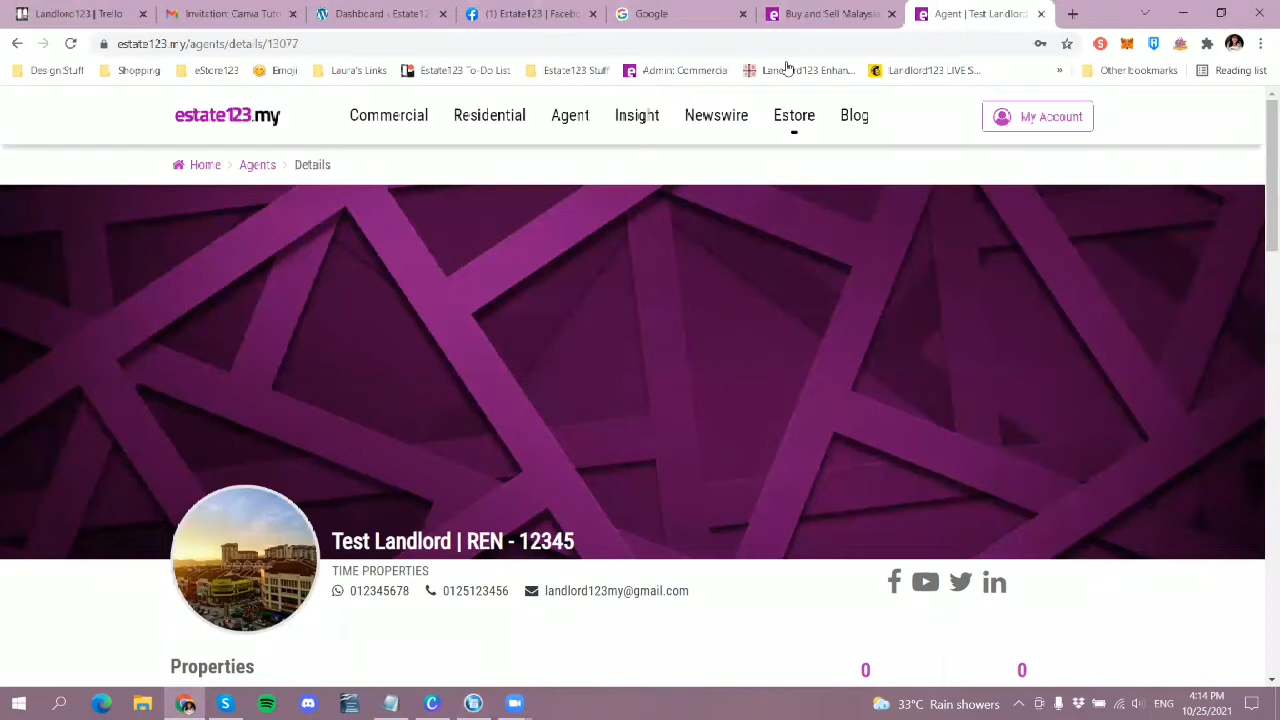 Landlord123 | Trello
Invitation: Canva Tuto
Dashboard ‹ Estate12
(1) Estate123 | Faceb
Google
Buy and Sell Malaysia
Agent | Test Landlord
estate123.my/agents/details/13077
Design Stuff
Shopping
eStore123
Emoji
Laura's Links
Estate123 To-Do List
Estate123 Stuff
Admin: Commercial
Landlord123 LIVE S...
»
Other bookmarks
Reading list
estate123.my
Commercial
Residential
Agent
Insight
Newswire
Estore
Blog
My Account
Home
Agents
Details
Test Landlord | REN - 12345
TIME PROPERTIES
012345678
0125123456
landlord123my@gmail.com
Properties
0
0
33°C Rain showers
ENG
4:14 PM
10/25/2021